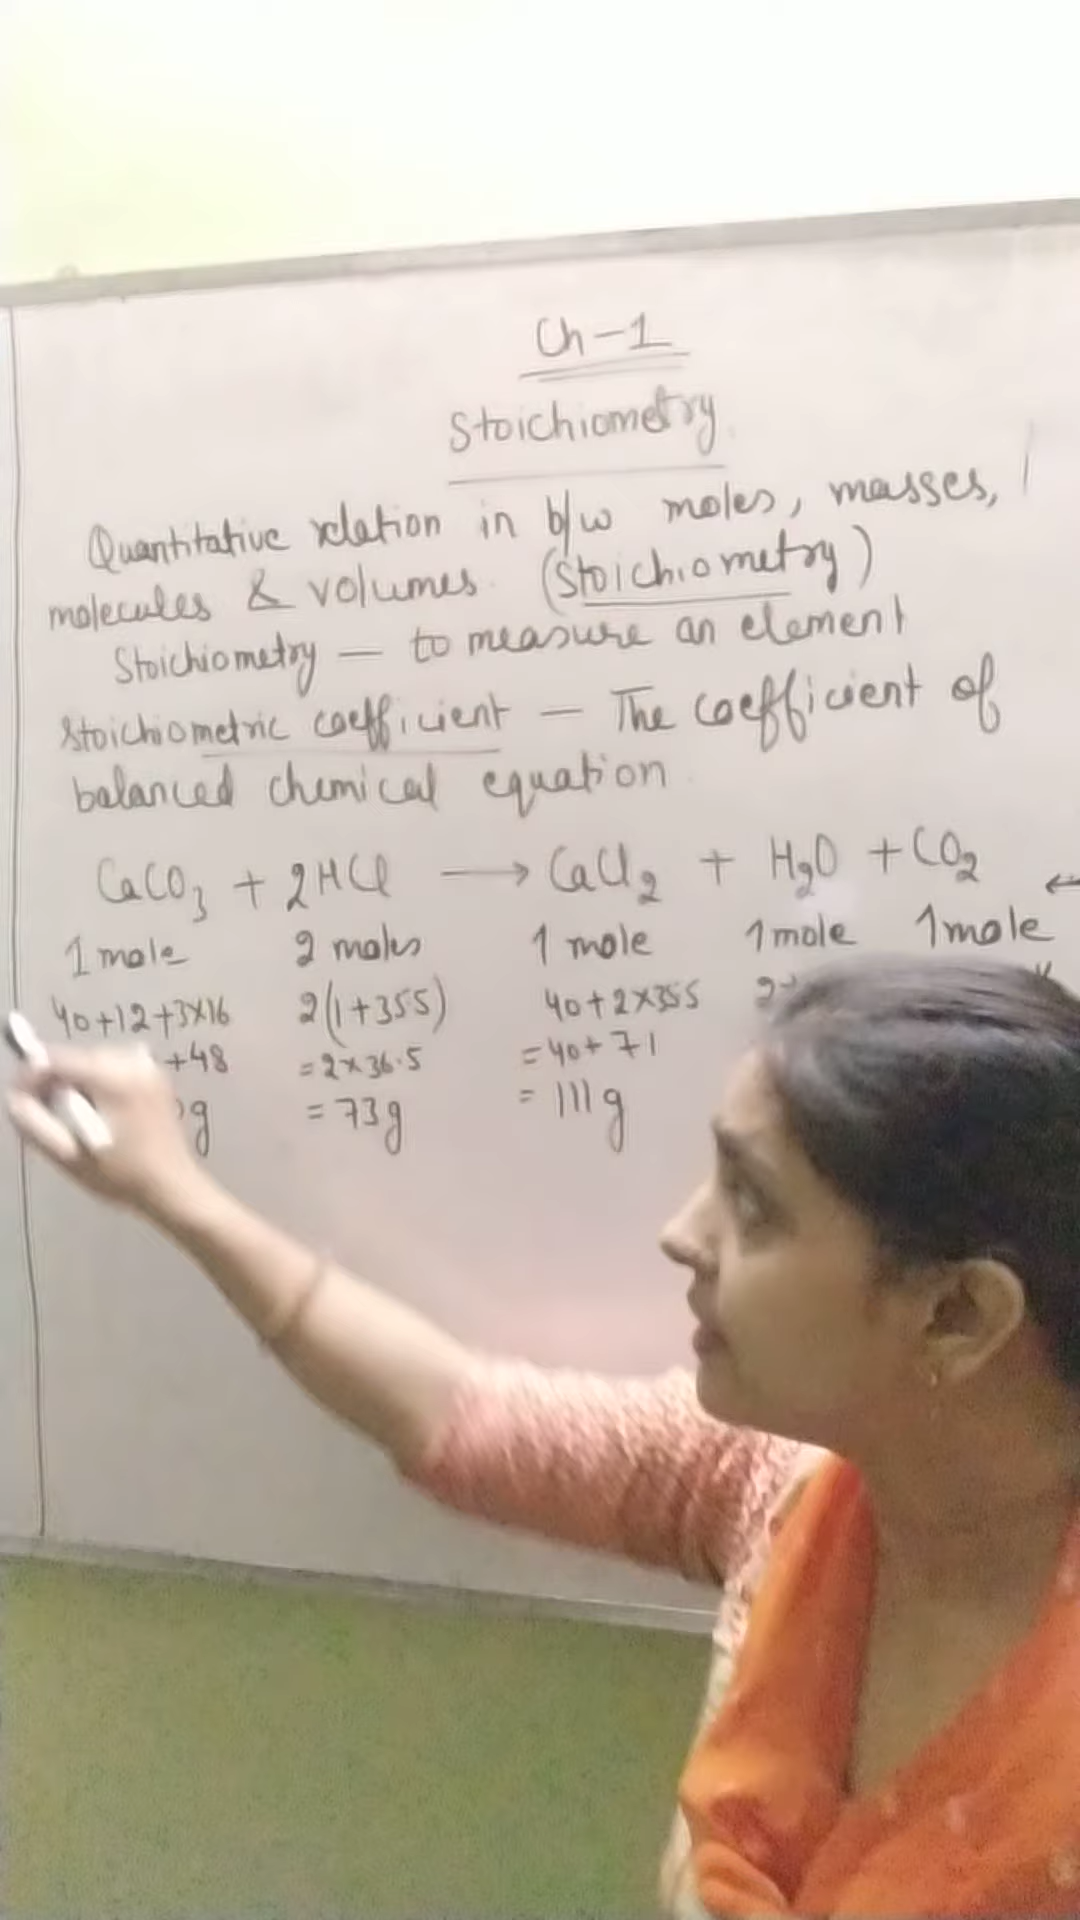 Ch-1
Stoichiometry
Quantitative relation in b/w moles, masses,
molecules & volumes. (Stoichiometry)
Stoichiometry — to measure an element
Stoichiometric coefficient — The coefficient of
balanced chemical equation.
CaCO₃ + 2HCl → CaCl₂ + H₂O + CO₂ ←
1 mole 2 moles 1 mole 1 mole 1 mole
40+12+3×16 2(1+35.5) 40+2×35.5
+48 =2×36.5 =40+71
g =73g =111g